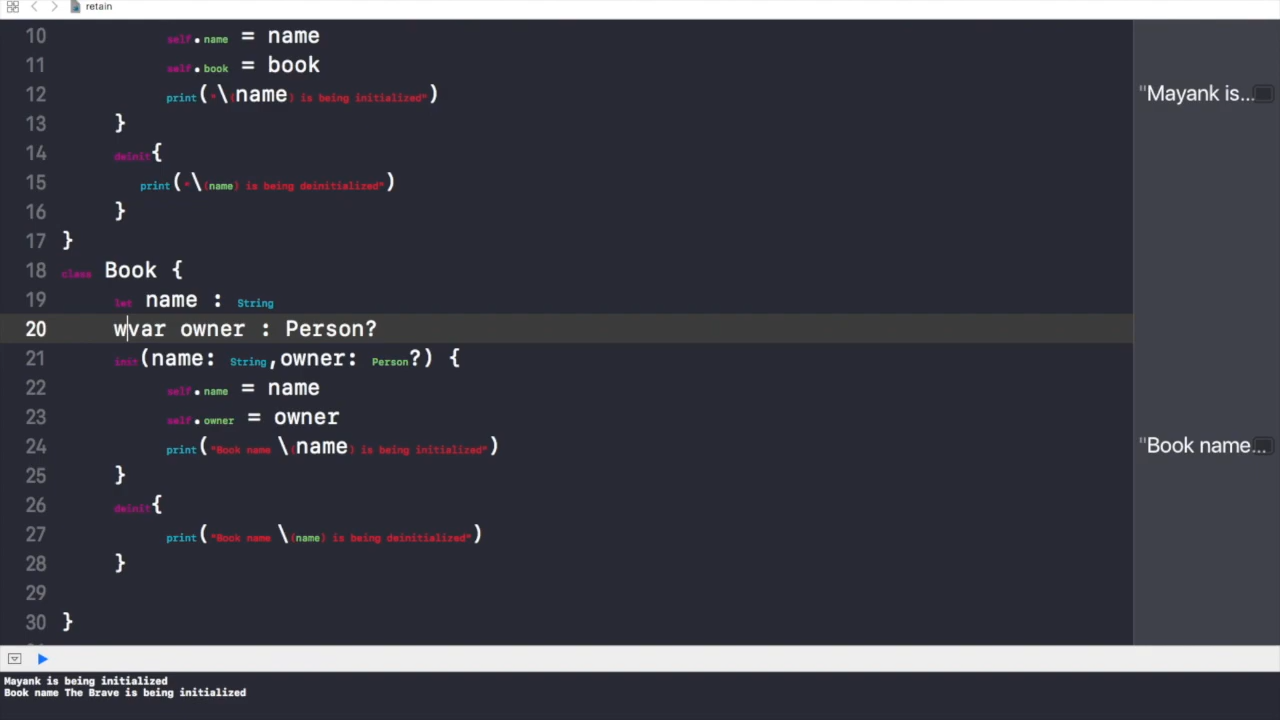 retain
10 self.name = name
11 self.book = book
12 print("\(name) is being initialized") "Mayank is...
13 }
14 deinit{
15 print("\(name) is being deinitialized")
16 }
17 }
18 class Book {
19 let name : String
20 wvar owner : Person?
21 init(name: String,owner: Person?) {
22 self.name = name
23 self.owner = owner
24 print("Book name \(name) is being initialized") "Book name...
25 }
26 deinit{
27 print("Book name \(name) is being deinitialized")
28 }
29
30 }
Mayank is being initialized
Book name The Brave is being initialized